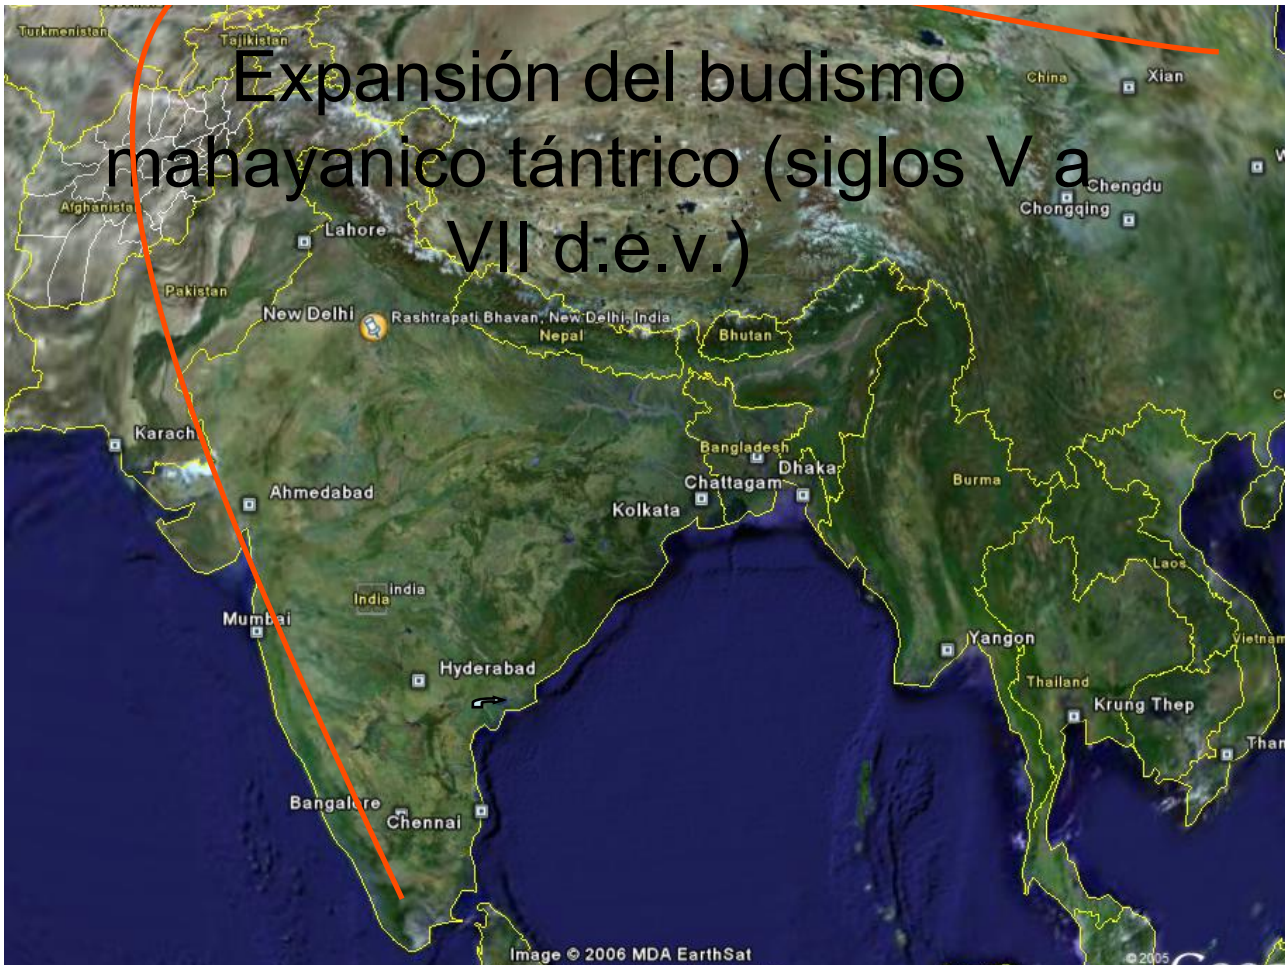 Turkmenistan
Tajikistan
Expansión del budismo
mahayanico tántrico (siglos V a
VII d.e.v.)
China
Xian
Chengdu
Chongqing
Afghanistan
Lahore
Pakistan
New Delhi
Rashtrapati Bhavan, New Delhi, India
Nepal
Bhutan
Karachi
Bangladesh
Dhaka
Chattagam
Kolkata
Burma
Ahmedabad
Laos
India
India
Mumbai
Yangon
Vietnam
Hyderabad
Thailand
Krung Thep
Than
Bangalore
Chennai
Image © 2006 MDA EarthSat
©2005